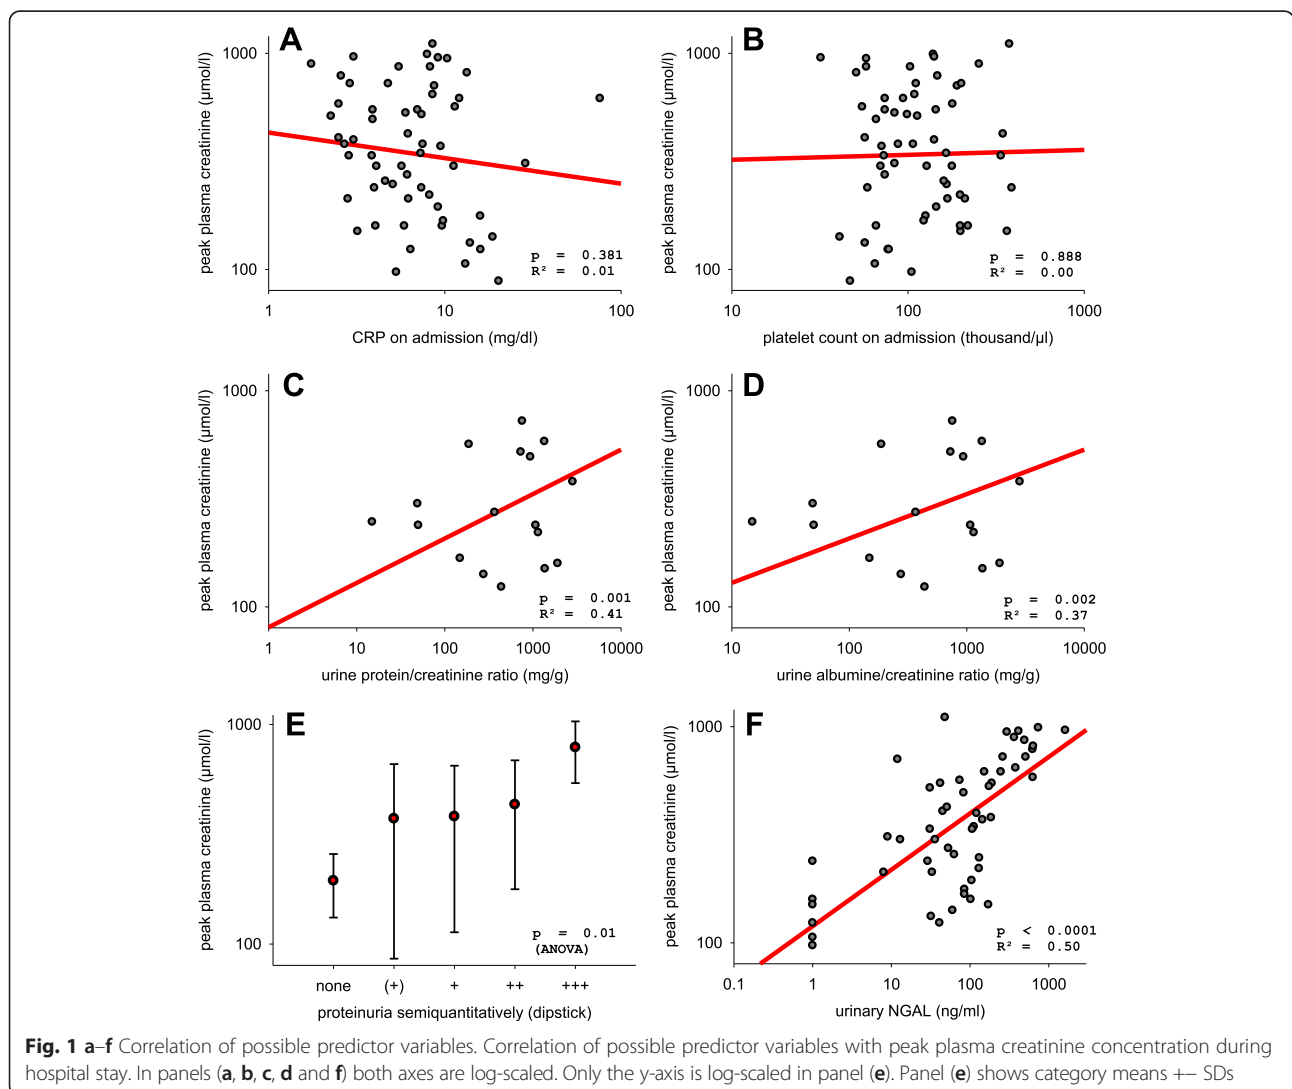 A
peak plasma creatinine (µmol/l)
1000
100
p = 0.381
R² = 0.01
1 10 100
CRP on admission (mg/dl)
B
peak plasma creatinine (µmol/l)
1000
100
p = 0.888
R² = 0.00
10 100 1000
platelet count on admission (thousand/µl)
C
peak plasma creatinine (µmol/l)
1000
100
p = 0.001
R² = 0.41
1 10 100 1000 10000
urine protein/creatinine ratio (mg/g)
D
peak plasma creatinine (µmol/l)
1000
100
p = 0.002
R² = 0.37
10 100 1000 10000
urine albumine/creatinine ratio (mg/g)
E
peak plasma creatinine (µmol/l)
1000
100
p = 0.01
(ANOVA)
none (+) + ++ +++
proteinuria semiquantitatively (dipstick)
F
peak plasma creatinine (µmol/l)
1000
100
p < 0.0001
R² = 0.50
0.1 1 10 100 1000
urinary NGAL (ng/ml)
Fig. 1 a–f Correlation of possible predictor variables. Correlation of possible predictor variables with peak plasma creatinine concentration during
hospital stay. In panels (a, b, c, d and f) both axes are log-scaled. Only the y-axis is log-scaled in panel (e). Panel (e) shows category means +− SDs